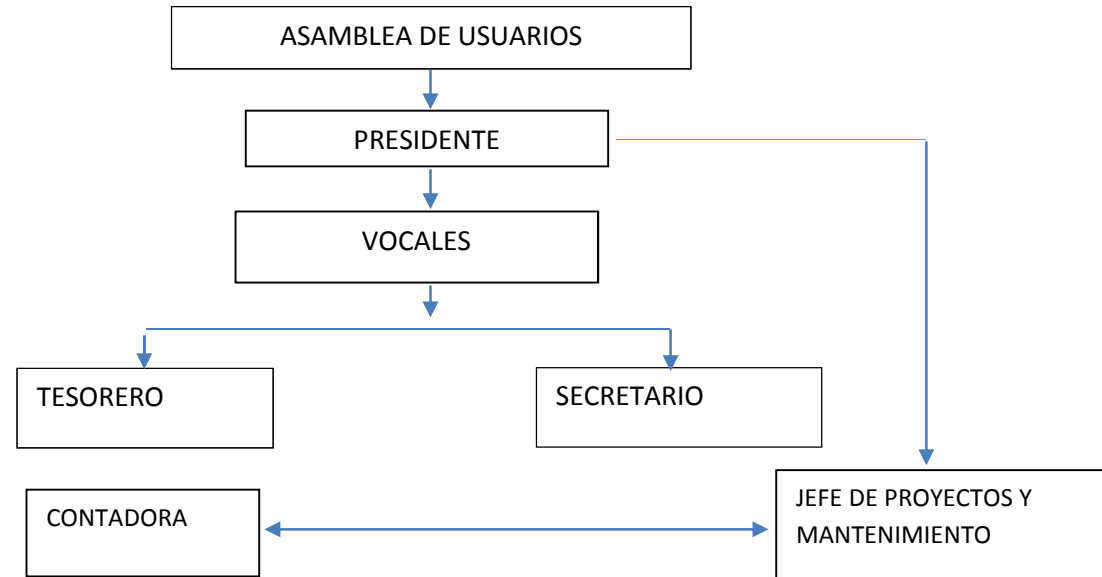 ASAMBLEA DE USUARIOS
PRESIDENTE
VOCALES
TESORERO
SECRETARIO
CONTADORA
JEFE DE PROYECTOS Y
MANTENIMIENTO